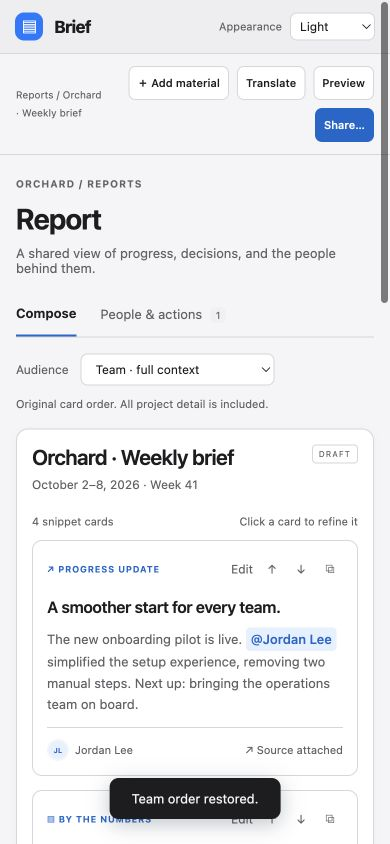 Brief
Appearance
Light
Reports / Orchard
· Weekly brief
+ Add material
Translate
Preview
Share...
ORCHARD / REPORTS
Report
A shared view of progress, decisions, and the people
behind them.
Compose
People & actions 1
Audience
Team · full context
Original card order. All project detail is included.
Orchard · Weekly brief
DRAFT
October 2–8, 2026 · Week 41
4 snippet cards
Click a card to refine it
↗ PROGRESS UPDATE
Edit ↑ ↓
A smoother start for every team.
The new onboarding pilot is live. @Jordan Lee
simplified the setup experience, removing two
manual steps. Next up: bringing the operations
team on board.
JL Jordan Lee
↗ Source attached
Team order restored.
BY THE NUMBERS
Edit ↑ ↓